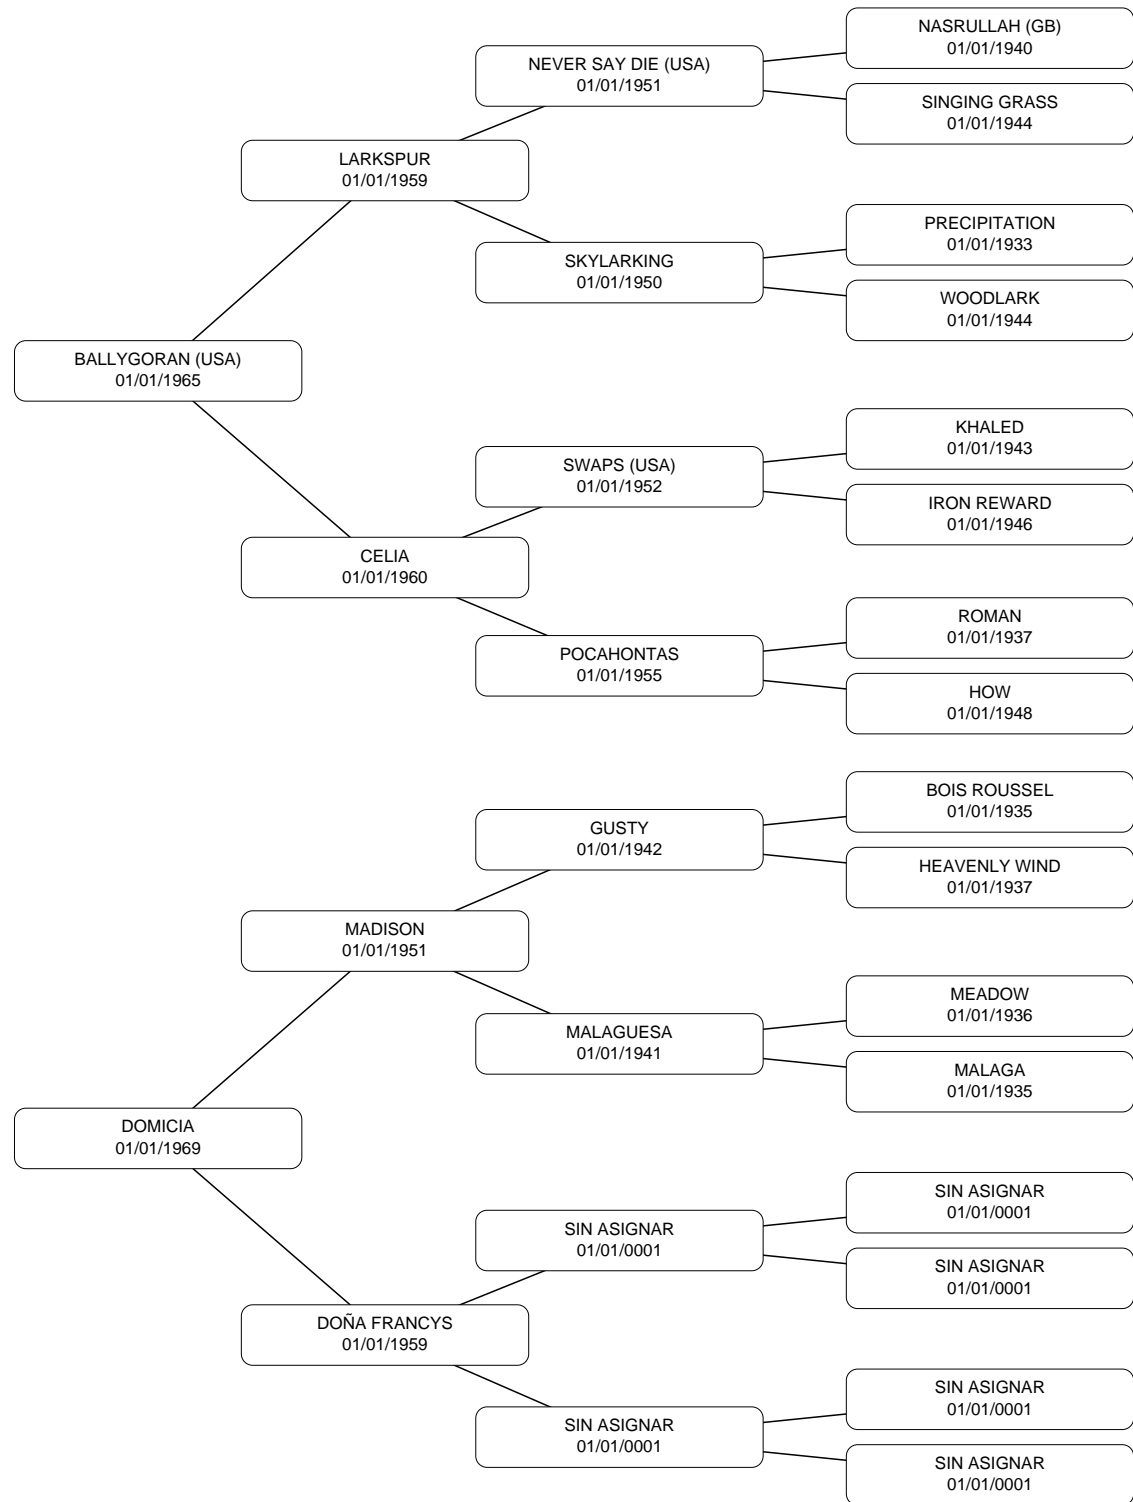 NASRULLAH (GB)
01/01/1940
NEVER SAY DIE (USA)
01/01/1951
SINGING GRASS
01/01/1944
LARKSPUR
01/01/1959
PRECIPITATION
01/01/1933
SKYLARKING
01/01/1950
WOODLARK
01/01/1944
BALLYGORAN (USA)
01/01/1965
KHALED
01/01/1943
SWAPS (USA)
01/01/1952
IRON REWARD
01/01/1946
CELIA
01/01/1960
ROMAN
01/01/1937
POCAHONTAS
01/01/1955
HOW
01/01/1948
BOIS ROUSSEL
01/01/1935
GUSTY
01/01/1942
HEAVENLY WIND
01/01/1937
MADISON
01/01/1951
MEADOW
01/01/1936
MALAGUESA
01/01/1941
MALAGA
01/01/1935
DOMICIA
01/01/1969
SIN ASIGNAR
01/01/0001
SIN ASIGNAR
01/01/0001
SIN ASIGNAR
01/01/0001
DOÑA FRANCYS
01/01/1959
SIN ASIGNAR
01/01/0001
SIN ASIGNAR
01/01/0001
SIN ASIGNAR
01/01/0001